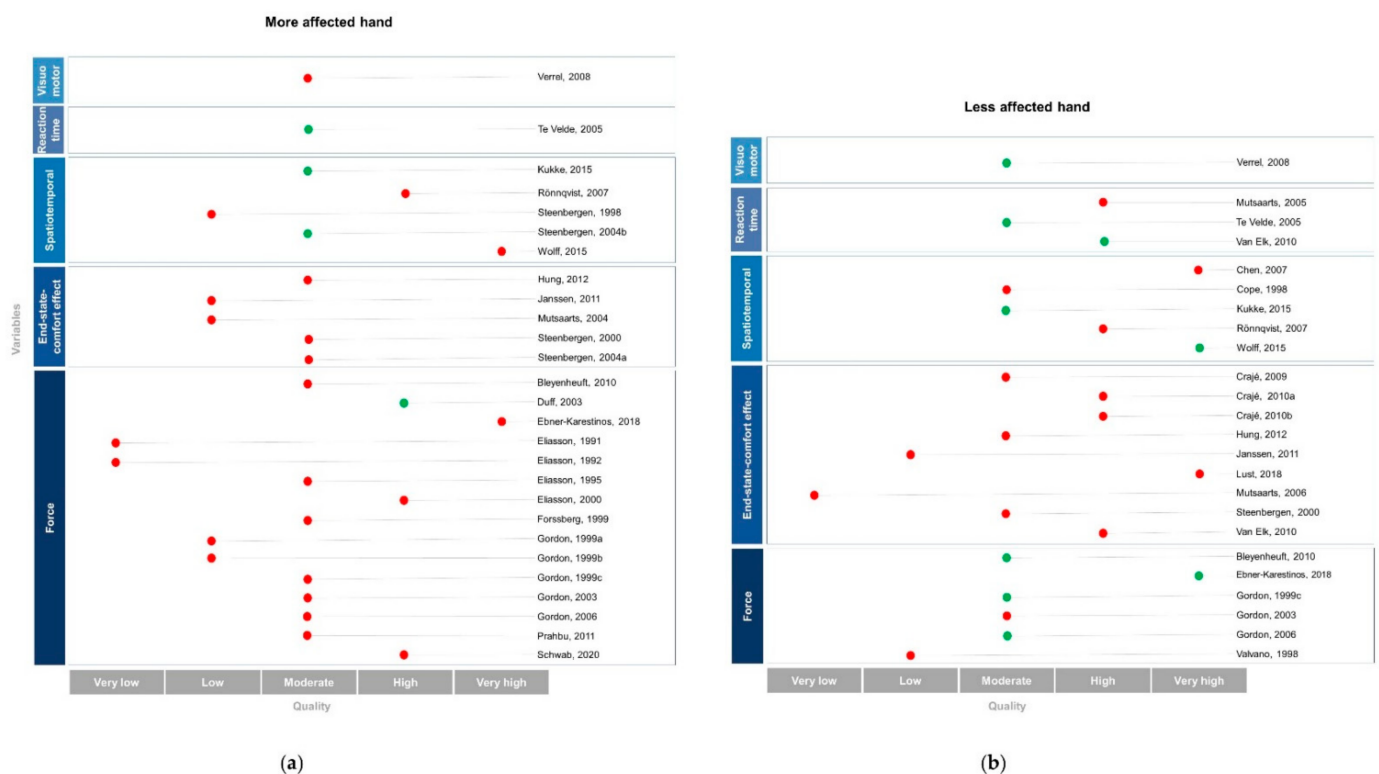 More affected hand
Visuo
motor
Verrel, 2008
Reaction
time
Te Velde, 2005
Spatiotemporal
Kukke, 2015
Rönnqvist, 2007
Steenbergen, 1998
Steenbergen, 2004b
Wolff, 2015
End-state-
comfort effect
Hung, 2012
Janssen, 2011
Mutsaarts, 2004
Steenbergen, 2000
Steenbergen, 2004a
Variables
Force
Bleyenheuft, 2010
Duff, 2003
Ebner-Karestinos, 2018
Eliasson, 1991
Eliasson, 1992
Eliasson, 1995
Eliasson, 2000
Forssberg, 1999
Gordon, 1999a
Gordon, 1999b
Gordon, 1999c
Gordon, 2003
Gordon, 2006
Prahbu, 2011
Schwab, 2020
Very low Low Moderate High Very high
Quality
(a)
Less affected hand
Visuo
motor
Verrel, 2008
Reaction
time
Mutsaarts, 2005
Te Velde, 2005
Van Elk, 2010
Spatiotemporal
Chen, 2007
Cope, 1998
Kukke, 2015
Rönnqvist, 2007
Wolff, 2015
End-state-comfort effect
Crajé, 2009
Crajé, 2010a
Crajé, 2010b
Hung, 2012
Janssen, 2011
Lust, 2018
Mutsaarts, 2006
Steenbergen, 2000
Van Elk, 2010
Force
Bleyenheuft, 2010
Ebner-Karestinos, 2018
Gordon, 1999c
Gordon, 2003
Gordon, 2006
Valvano, 1998
Very low Low Moderate High Very high
Quality
(b)